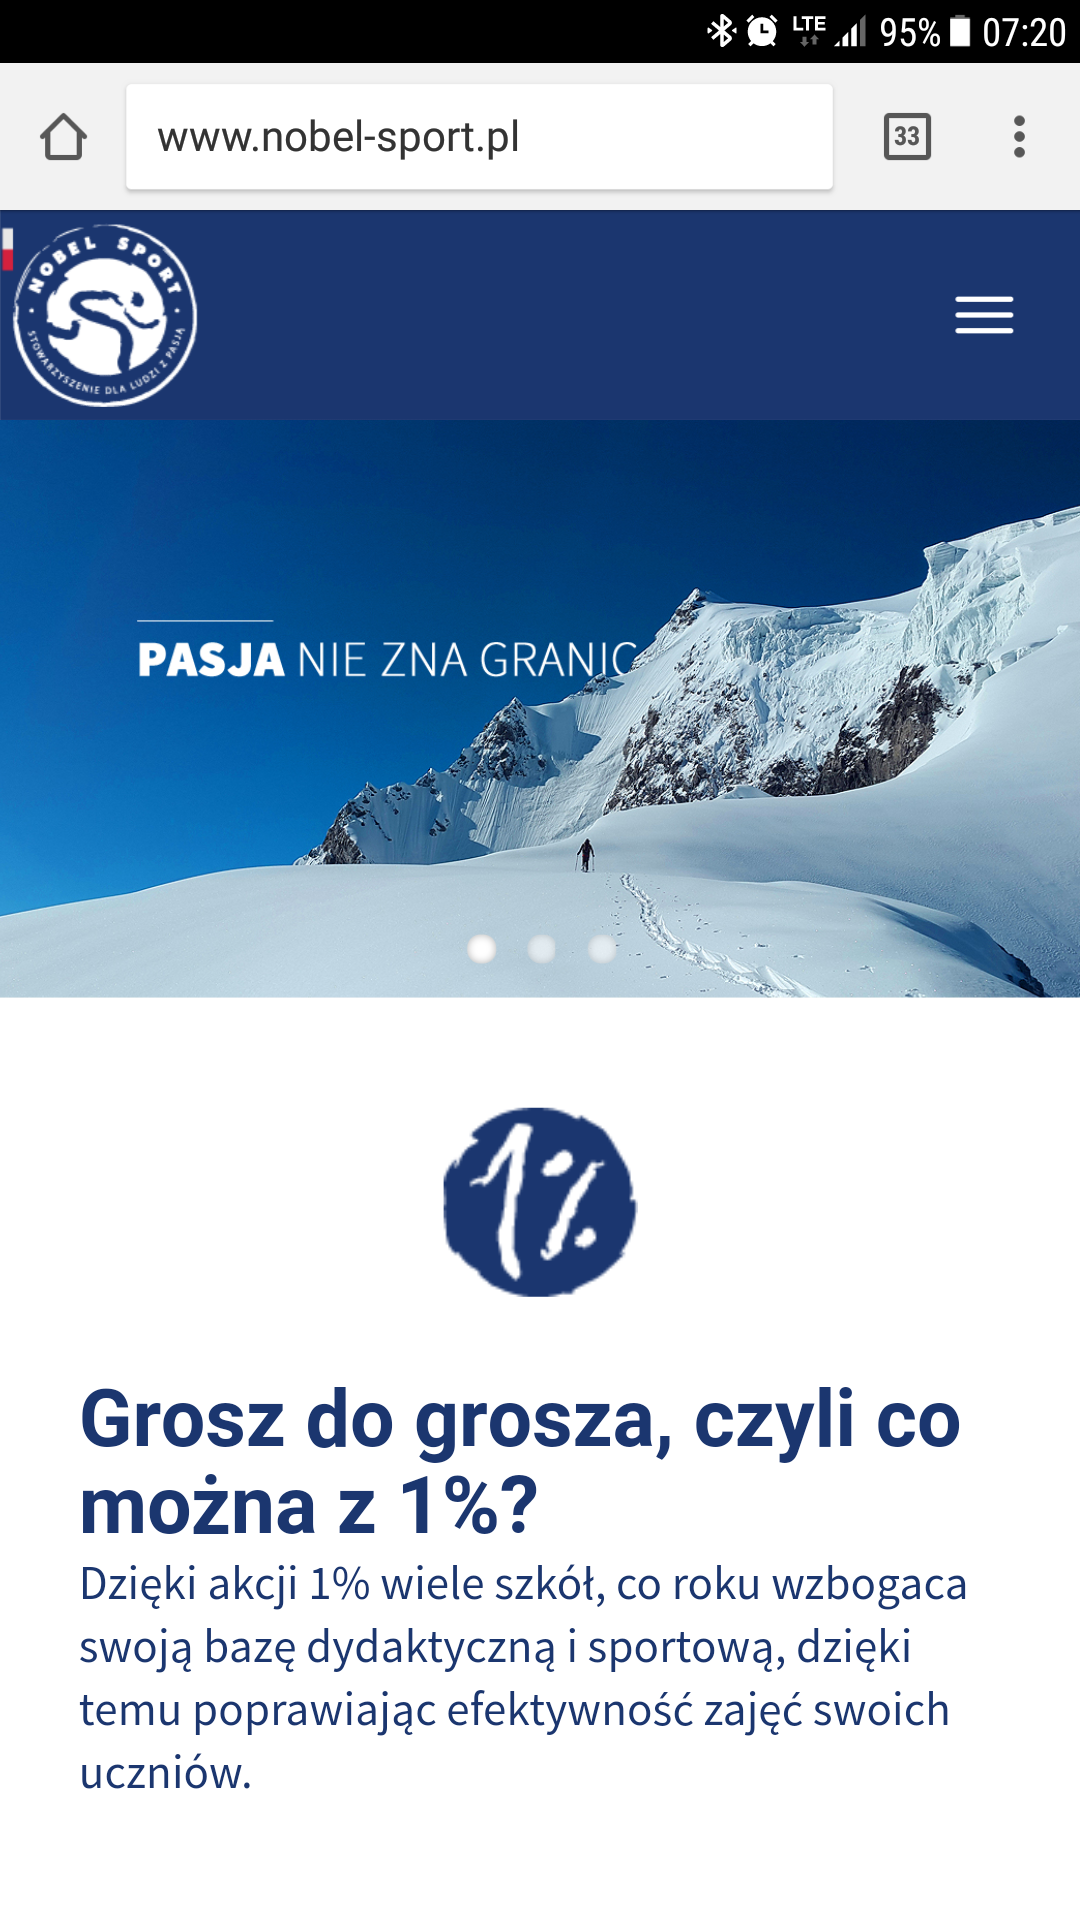 LTE 95% 07:20
www.nobel-sport.pl
33
NOBEL SPORT
STOWARZYSZENIE DLA LUDZI Z PASJĄ
PASJA NIE ZNA GRANIC
1%
Grosz do grosza, czyli co
można z 1%?
Dzięki akcji 1% wiele szkół, co roku wzbogaca
swoją bazę dydaktyczną i sportową, dzięki
temu poprawiając efektywność zajęć swoich
uczniów.